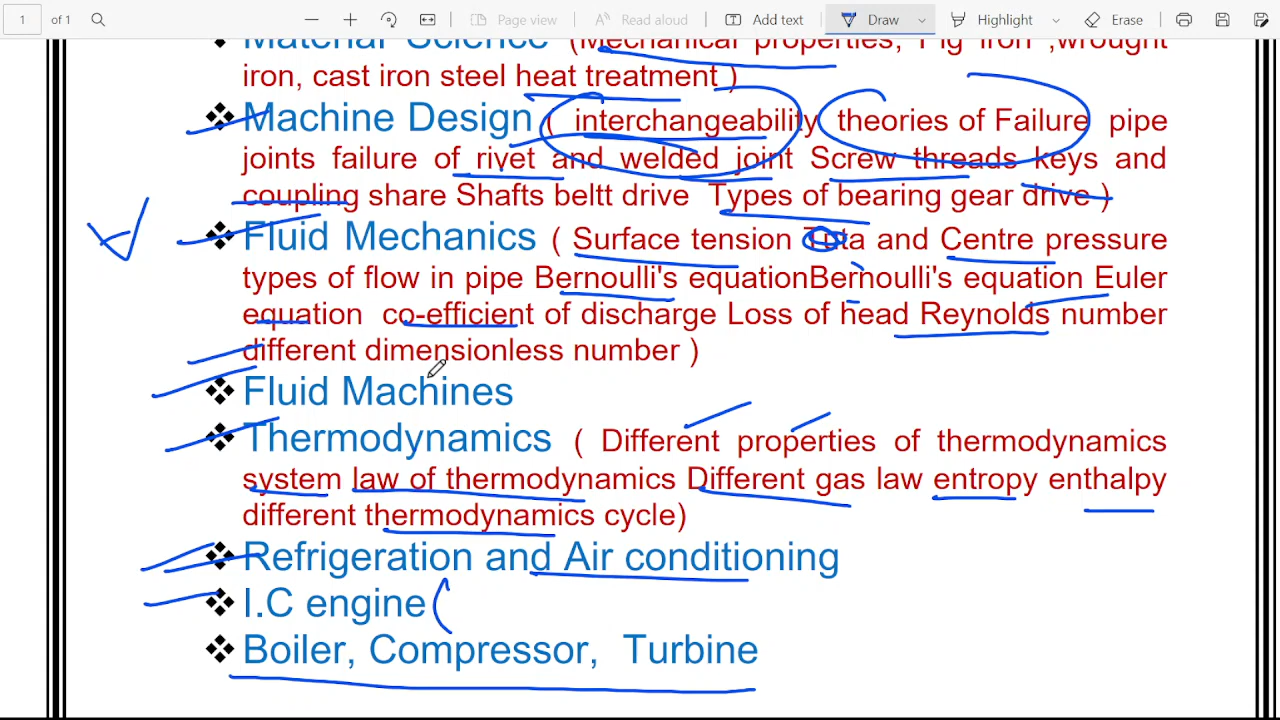 1 of 1 Page view Read aloud Add text Draw Highlight Erase
Material Science (Mechanical properties, Pig iron ,wrought
iron, cast iron steel heat treatment )
Machine Design ( interchangeability theories of Failure pipe
joints failure of rivet and welded joint Screw threads keys and
coupling share Shafts beltt drive Types of bearing gear drive )
Fluid Mechanics ( Surface tension and Centre pressure
types of flow in pipe Bernoulli's equationBernoulli's equation Euler
equation co-efficient of discharge Loss of head Reynolds number
different dimensionless number )
Fluid Machines
Thermodynamics ( Different properties of thermodynamics
system law of thermodynamics Different gas law entropy enthalpy
different thermodynamics cycle)
Refrigeration and Air conditioning
I.C engine (
Boiler, Compressor, Turbine